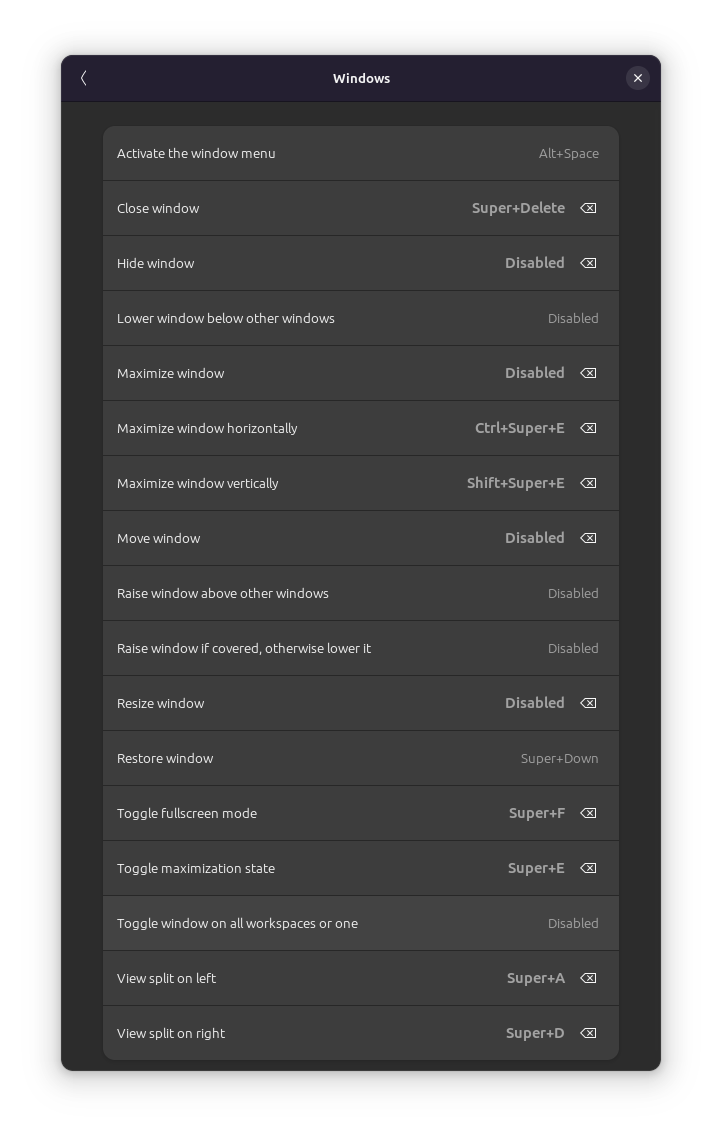 Windows
Activate the window menu Alt+Space
Close window Super+Delete
Hide window Disabled
Lower window below other windows Disabled
Maximize window Disabled
Maximize window horizontally Ctrl+Super+E
Maximize window vertically Shift+Super+E
Move window Disabled
Raise window above other windows Disabled
Raise window if covered, otherwise lower it Disabled
Resize window Disabled
Restore window Super+Down
Toggle fullscreen mode Super+F
Toggle maximization state Super+E
Toggle window on all workspaces or one Disabled
View split on left Super+A
View split on right Super+D